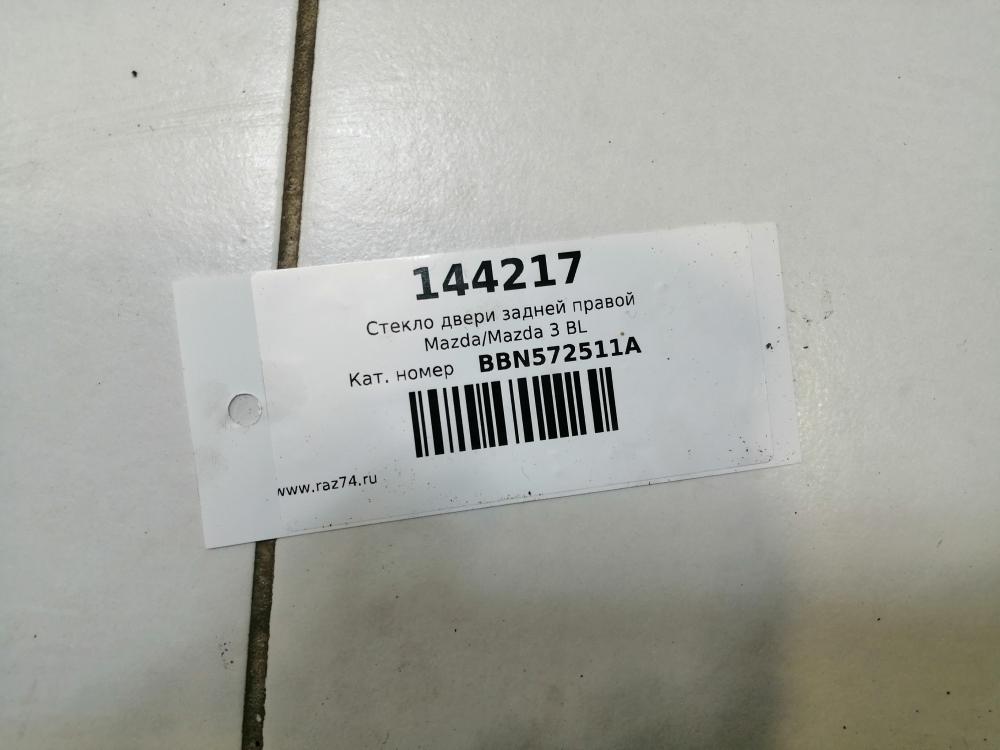 144217
Стекло двери задней правой
Mazda/Mazda 3 BL
Кат. номер BBN572511A
www.raz74.ru